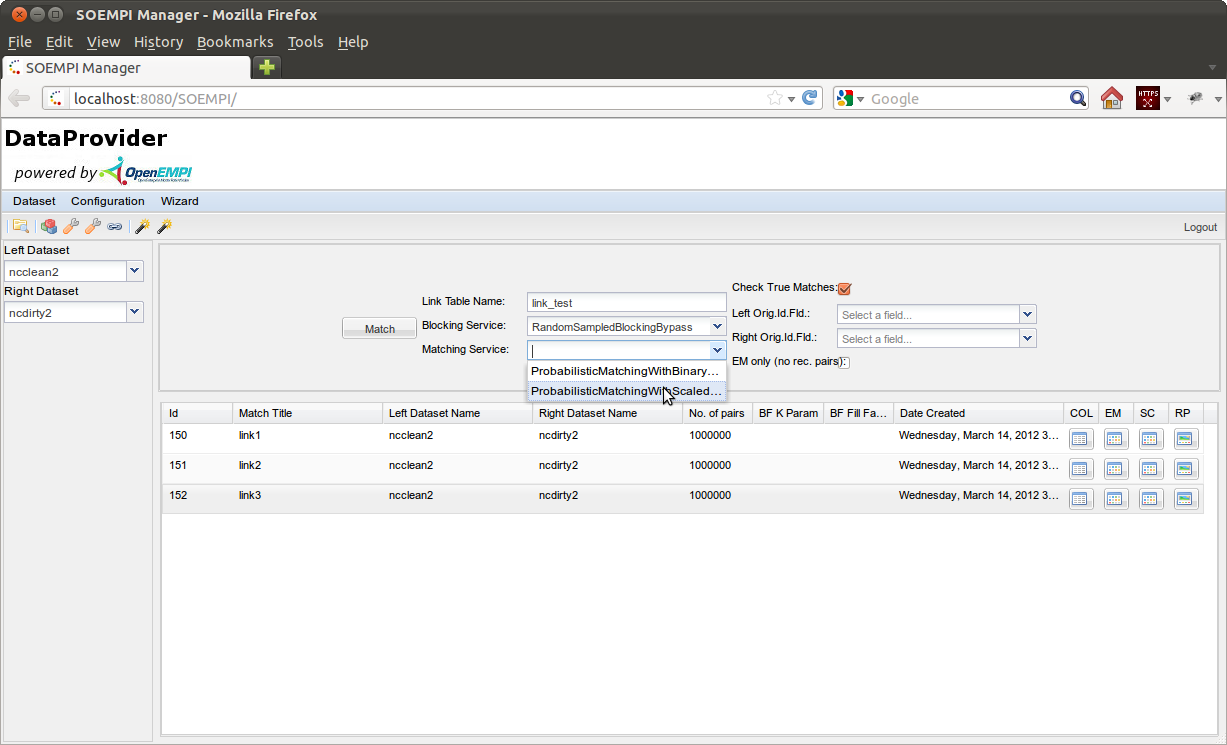 SOEMPI Manager - Mozilla Firefox
File Edit View History Bookmarks Tools Help
SOEMPI Manager
localhost:8080/SOEMPI/
Google
HTTPS
DataProvider
powered by OpenEMPI
Dataset Configuration Wizard
Logout
Left Dataset
ncclean2
Right Dataset
ncdirty2
Link Table Name: link_test
Blocking Service: RandomSampledBlockingBypass
Matching Service:
ProbabilisticMatchingWithBinary...
ProbabilisticMatchingWithScaled...
Match
Check True Matches:
Left Orig.Id.Fld.: Select a field...
Right Orig.Id.Fld.: Select a field...
EM only (no rec. pairs):
Id Match Title Left Dataset Name Right Dataset Name No. of pairs BF K Param BF Fill Fa... Date Created COL EM SC RP
150 link1 ncclean2 ncdirty2 1000000 Wednesday, March 14, 2012 3...
151 link2 ncclean2 ncdirty2 1000000 Wednesday, March 14, 2012 3...
152 link3 ncclean2 ncdirty2 1000000 Wednesday, March 14, 2012 3...